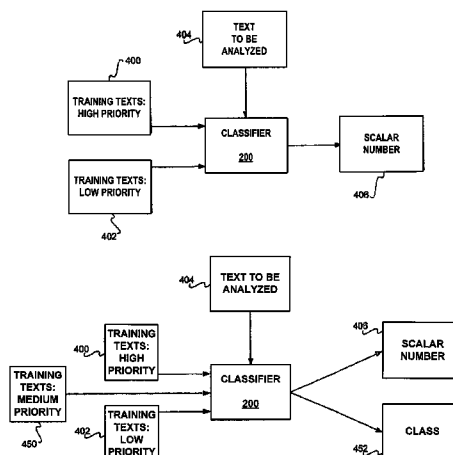 404
TEXT
TO BE
ANALYZED
400
TRAINING TEXTS:
HIGH PRIORITY
CLASSIFIER
200
SCALAR
NUMBER
406
TRAINING TEXTS:
LOW PRIORITY
402
404
TEXT TO BE
ANALYZED
400
TRAINING
TEXTS:
HIGH
PRIORITY
406
SCALAR
NUMBER
TRAINING
TEXTS:
MEDIUM
PRIORITY
450
CLASSIFIER
200
402
TRAINING
TEXTS:
LOW
PRIORITY
CLASS
452